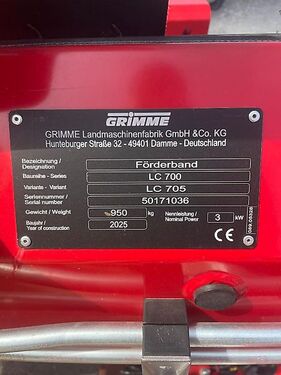 GRIMME
GRIMME Landmaschinenfabrik GmbH &Co. KG
Hunteburger Straße 32 - 49401 Damme - Deutschland
Bezeichnung / Designation Förderband
Baureihe - Series LC 700
Variante - Variant LC 705
Seriennummer / Serial number 50171036
Gewicht / Weight 950 kg Nennleistung / Nominal Power 3 kW
Baujahr / Year of construction 2025 CE